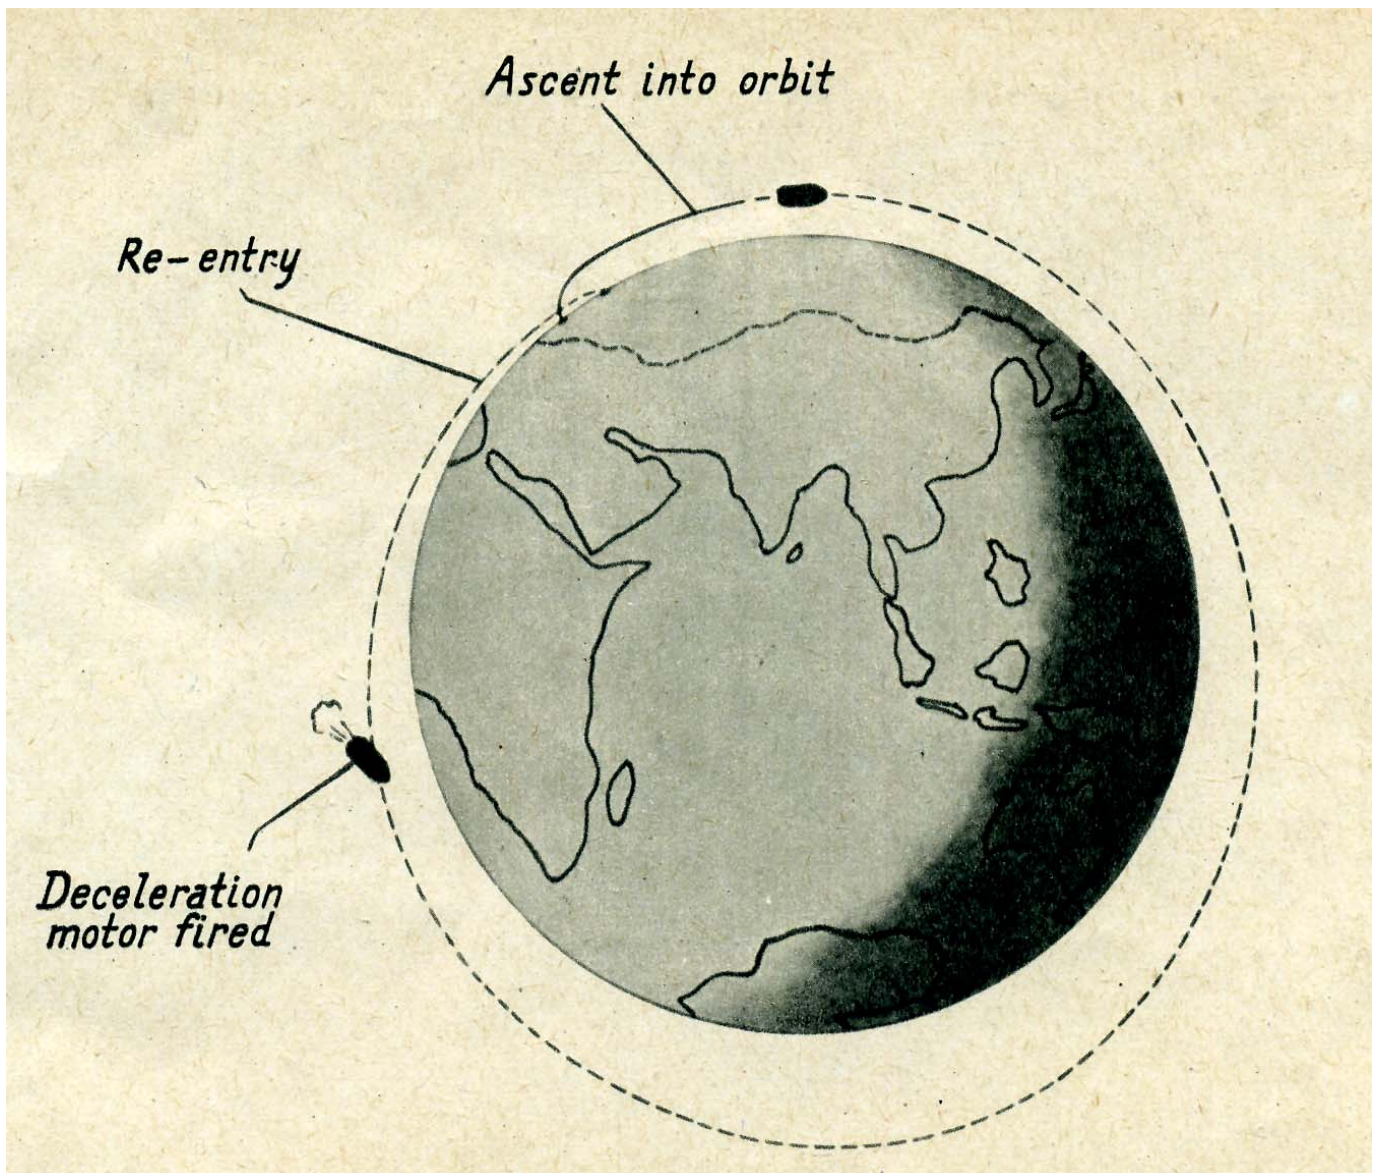 Ascent into orbit
Re-entry
Deceleration
motor fired